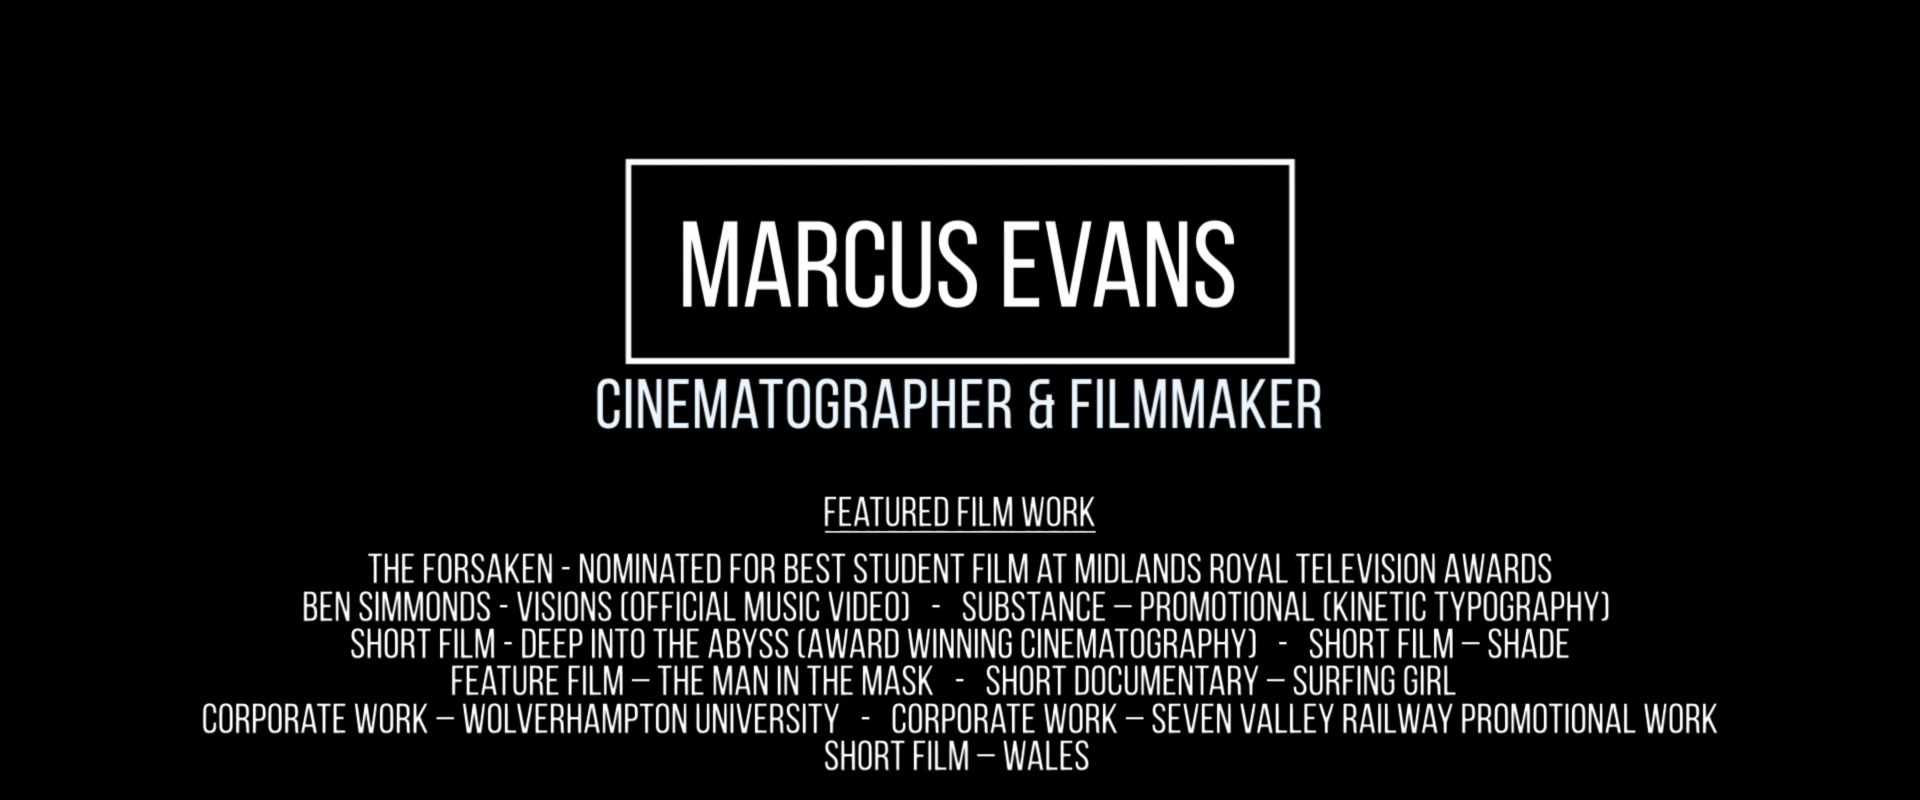 MARCUS EVANS
CINEMATOGRAPHER & FILMMAKER
FEATURED FILM WORK
THE FORSAKEN - NOMINATED FOR BEST STUDENT FILM AT MIDLANDS ROYAL TELEVISION AWARDS
BEN SIMMONDS - VISIONS (OFFICIAL MUSIC VIDEO) - SUBSTANCE – PROMOTIONAL (KINETIC TYPOGRAPHY)
SHORT FILM - DEEP INTO THE ABYSS (AWARD WINNING CINEMATOGRAPHY) - SHORT FILM – SHADE
FEATURE FILM – THE MAN IN THE MASK - SHORT DOCUMENTARY – SURFING GIRL
CORPORATE WORK – WOLVERHAMPTON UNIVERSITY - CORPORATE WORK – SEVEN VALLEY RAILWAY PROMOTIONAL WORK
SHORT FILM – WALES